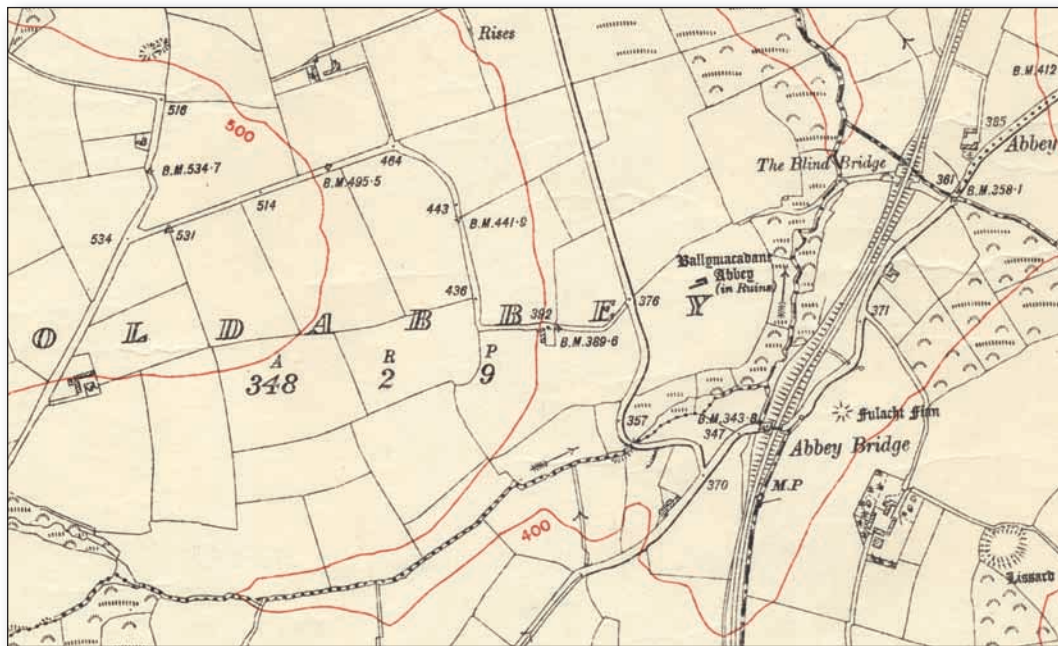 Rises
B.M.412
516
500
385
Abbey
464
The Blind Bridge
B.M.534·7
B.M.495·5
361
B.M.358·1
514
443
B.M.441·9
531
534
Ballymacadane
Abbey
(in Ruins)
436
376
371
392
O L D A B B E Y
B.M.389·6
A R P
348 2 9
357
B.M.343·8
347
Fulacht Fian
Abbey Bridge
370
M.P
400
Lissard